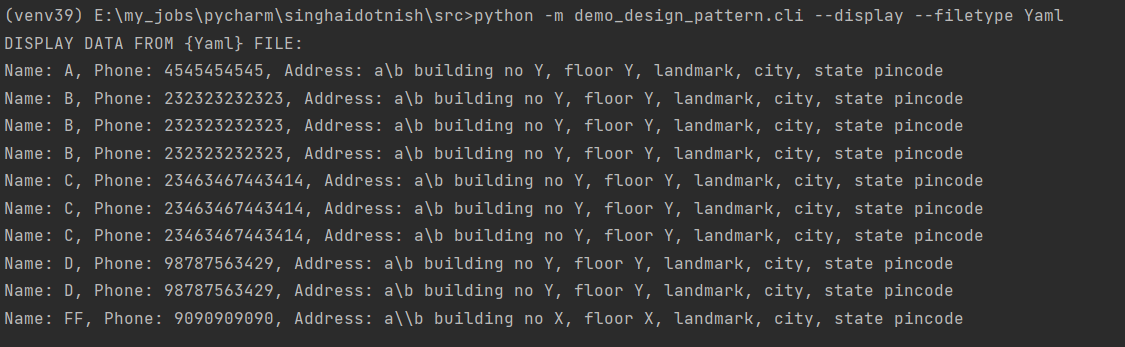 (venv39) E:\my_jobs\pycharm\singhaidotnish\src>python -m demo_design_pattern.cli --display --filetype Yaml
DISPLAY DATA FROM {Yaml} FILE:
Name: A, Phone: 4545454545, Address: a\b building no Y, floor Y, landmark, city, state pincode
Name: B, Phone: 232323232323, Address: a\b building no Y, floor Y, landmark, city, state pincode
Name: B, Phone: 232323232323, Address: a\b building no Y, floor Y, landmark, city, state pincode
Name: B, Phone: 232323232323, Address: a\b building no Y, floor Y, landmark, city, state pincode
Name: C, Phone: 23463467443414, Address: a\b building no Y, floor Y, landmark, city, state pincode
Name: C, Phone: 23463467443414, Address: a\b building no Y, floor Y, landmark, city, state pincode
Name: C, Phone: 23463467443414, Address: a\b building no Y, floor Y, landmark, city, state pincode
Name: D, Phone: 98787563429, Address: a\b building no Y, floor Y, landmark, city, state pincode
Name: D, Phone: 98787563429, Address: a\b building no Y, floor Y, landmark, city, state pincode
Name: FF, Phone: 9090909090, Address: a\\b building no X, floor X, landmark, city, state pincode